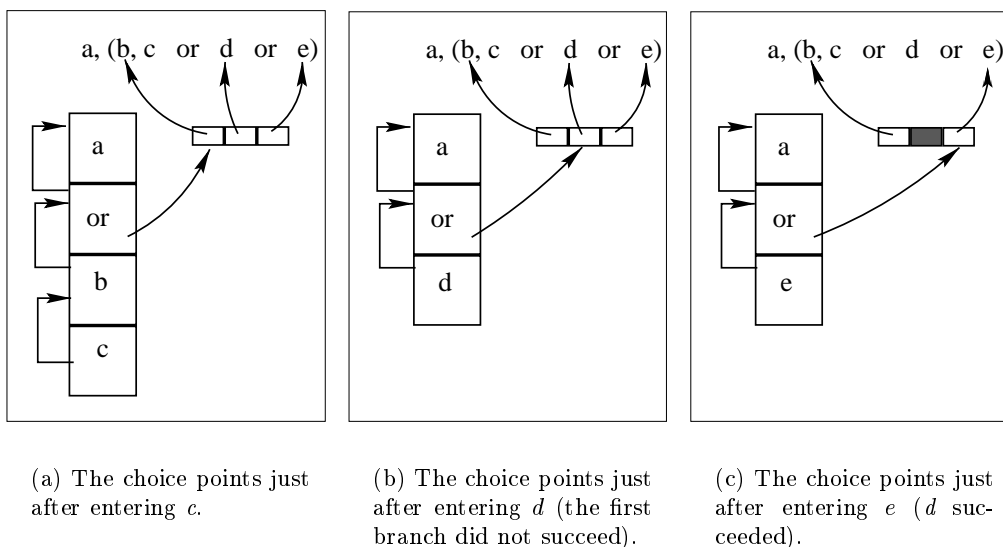 a, (b, c or d or e)
a
or
b
c
(a) The choice points just
after entering c.
a, (b, c or d or e)
a
or
d
(b) The choice points just
after entering d (the first
branch did not succeed).
a, (b, c or d or e)
a
or
e
(c) The choice points just
after entering e (d suc-
ceeded).